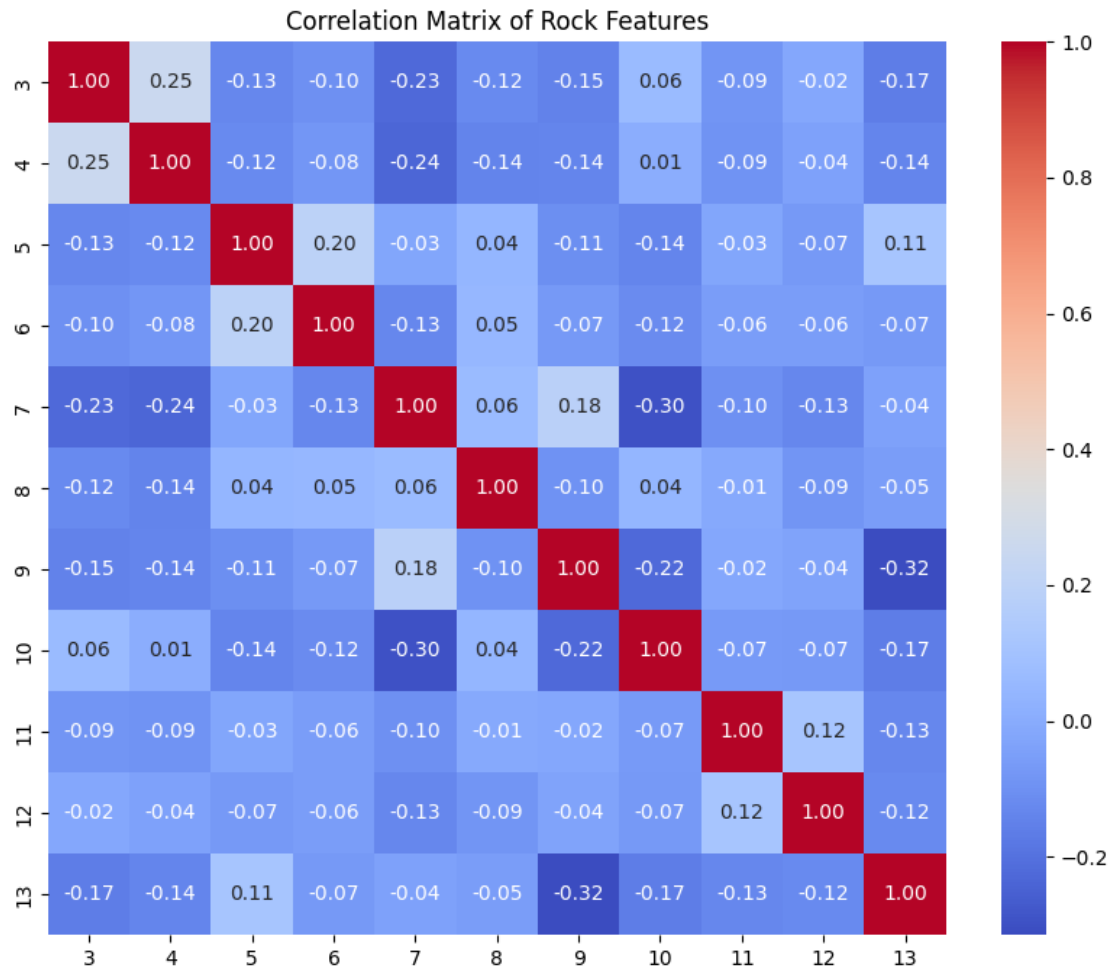 Correlation Matrix of Rock Features
3 1.00 0.25 -0.13 -0.10 -0.23 -0.12 -0.15 0.06 -0.09 -0.02 -0.17
4 0.25 1.00 -0.12 -0.08 -0.24 -0.14 -0.14 0.01 -0.09 -0.04 -0.14
5 -0.13 -0.12 1.00 0.20 -0.03 0.04 -0.11 -0.14 -0.03 -0.07 0.11
6 -0.10 -0.08 0.20 1.00 -0.13 0.05 -0.07 -0.12 -0.06 -0.06 -0.07
7 -0.23 -0.24 -0.03 -0.13 1.00 0.06 0.18 -0.30 -0.10 -0.13 -0.04
8 -0.12 -0.14 0.04 0.05 0.06 1.00 -0.10 0.04 -0.01 -0.09 -0.05
9 -0.15 -0.14 -0.11 -0.07 0.18 -0.10 1.00 -0.22 -0.02 -0.04 -0.32
10 0.06 0.01 -0.14 -0.12 -0.30 0.04 -0.22 1.00 -0.07 -0.07 -0.17
11 -0.09 -0.09 -0.03 -0.06 -0.10 -0.01 -0.02 -0.07 1.00 0.12 -0.13
12 -0.02 -0.04 -0.07 -0.06 -0.13 -0.09 -0.04 -0.07 0.12 1.00 -0.12
13 -0.17 -0.14 0.11 -0.07 -0.04 -0.05 -0.32 -0.17 -0.13 -0.12 1.00
3 4 5 6 7 8 9 10 11 12 13
1.0
0.8
0.6
0.4
0.2
0.0
−0.2